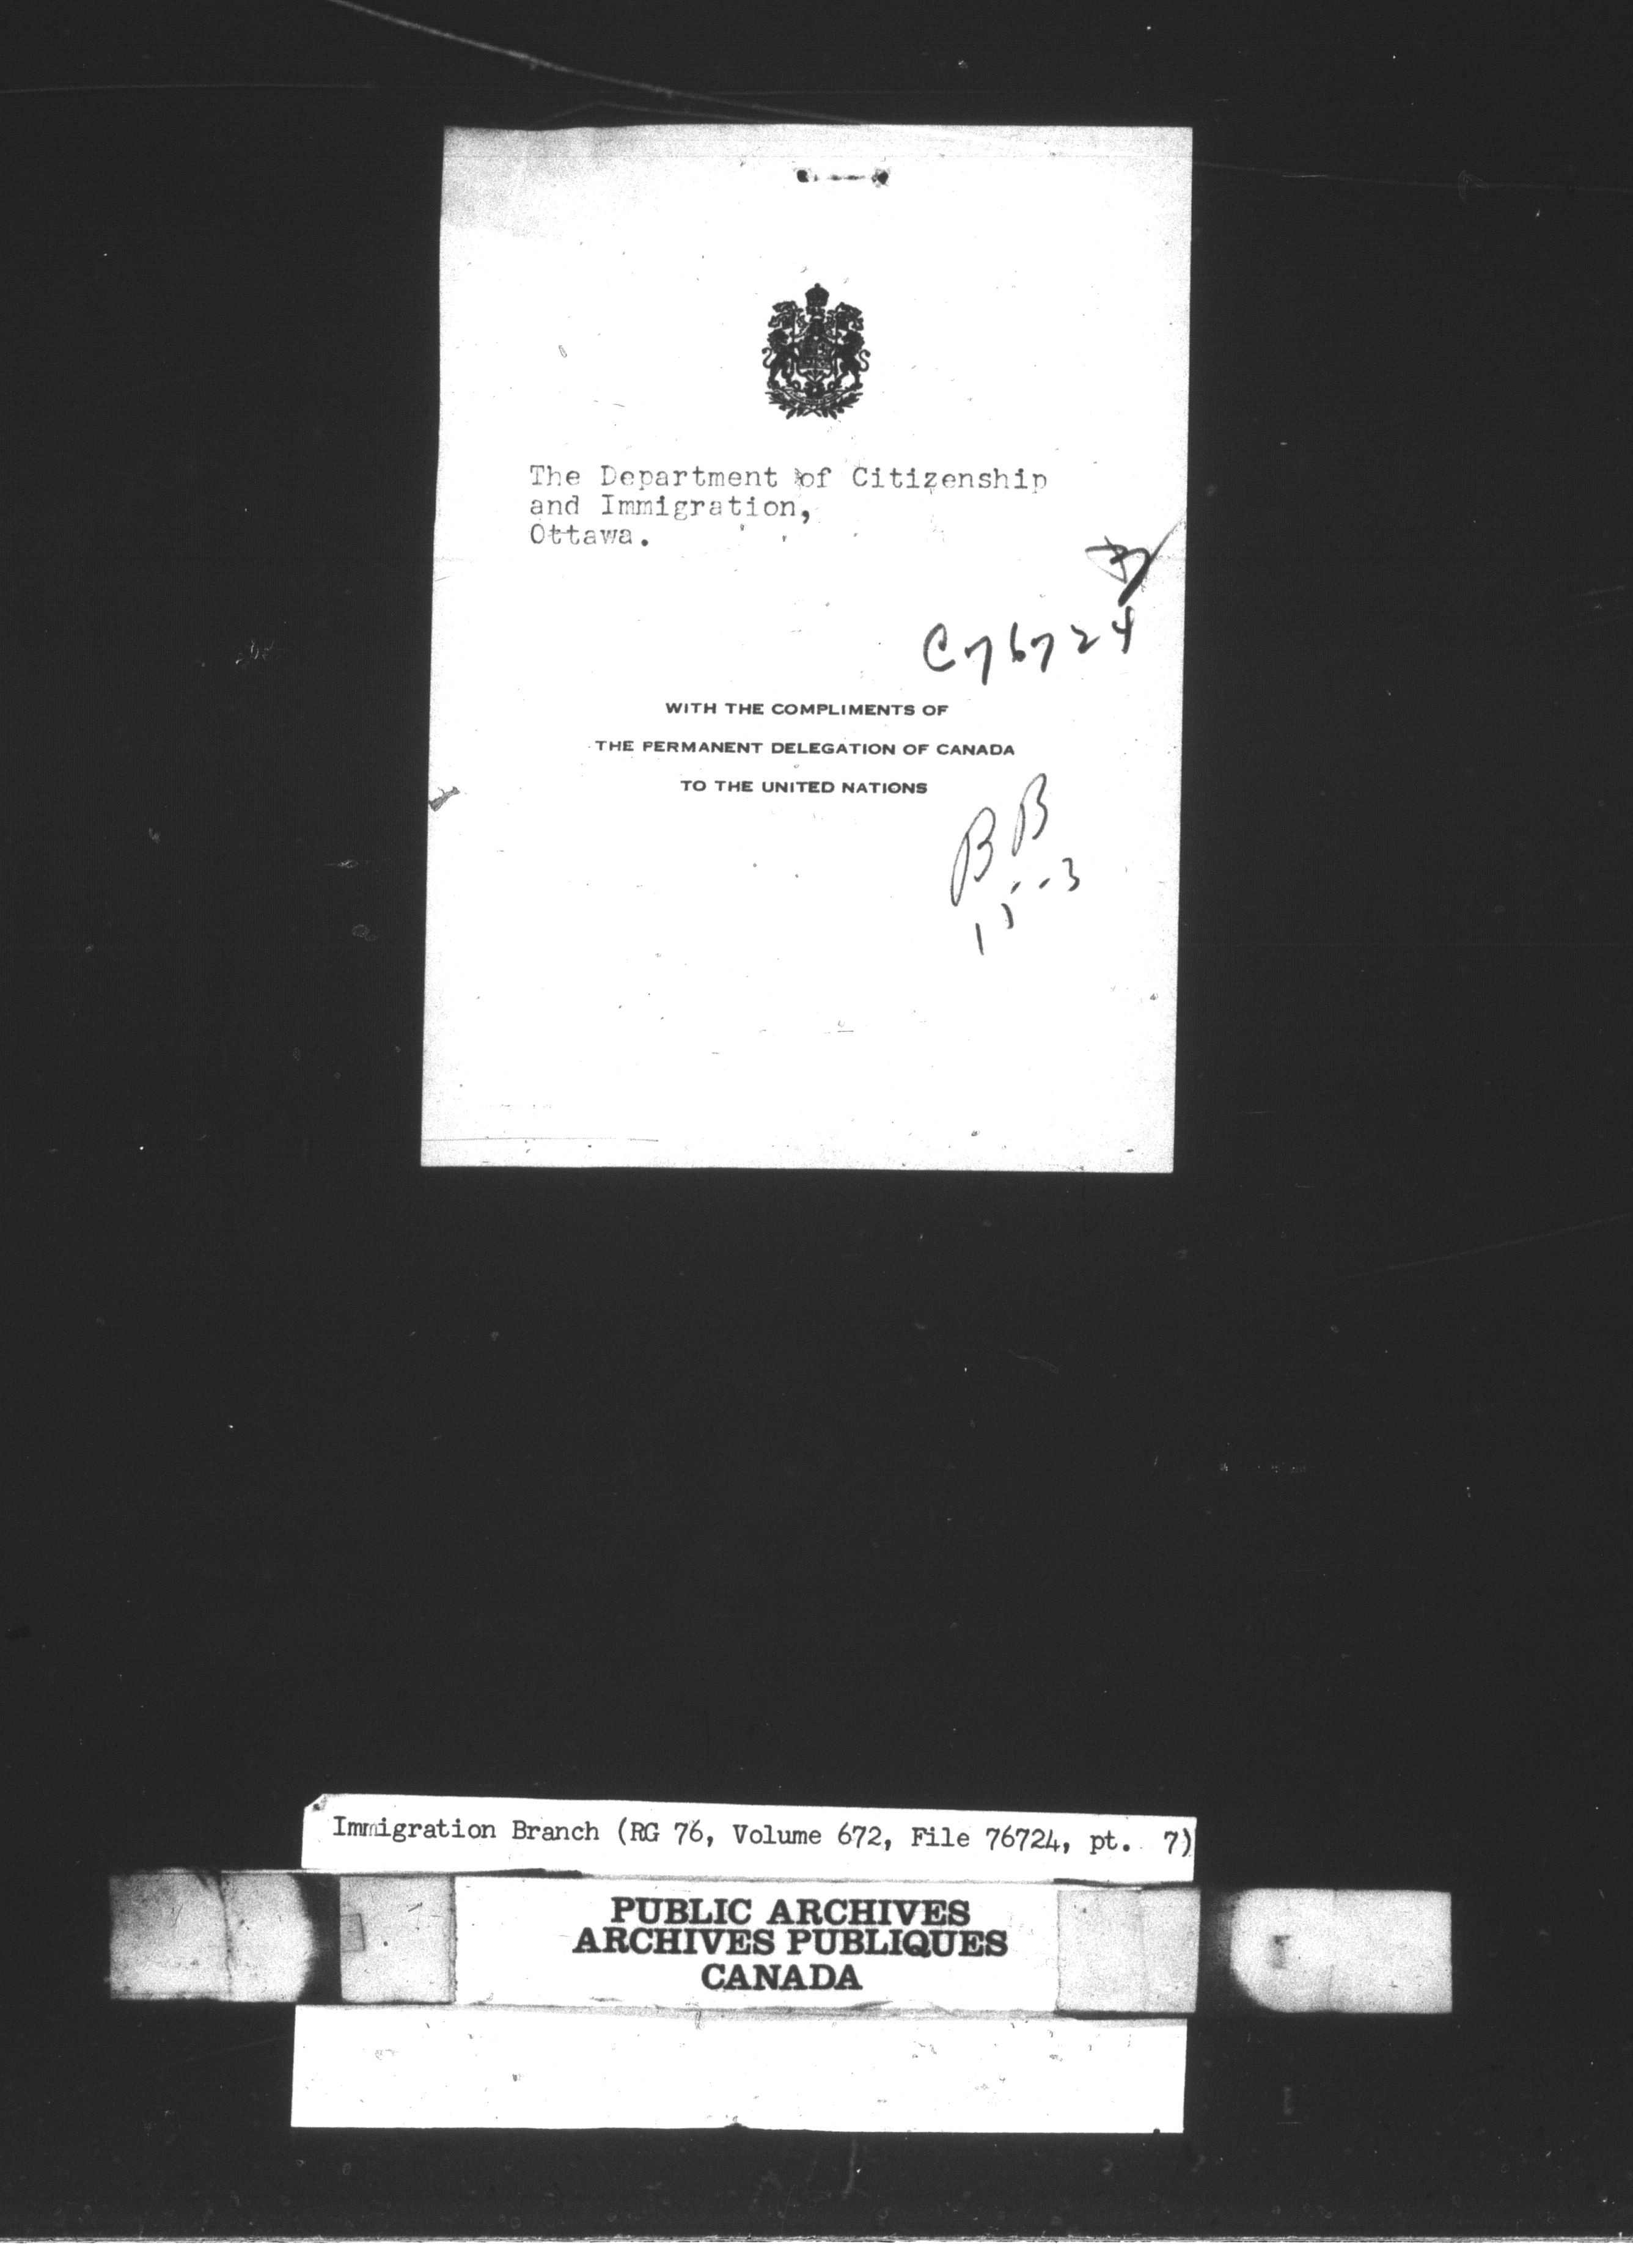 The Department of Citizenship
and Immigration,
Ottawa.
C76724
WITH THE COMPLIMENTS OF
THE PERMANENT DELEGATION OF CANADA
TO THE UNITED NATIONS
BB
Immigration Branch (RG 76, Volume 672, File 76724, pt. 7)
PUBLIC ARCHIVES
ARCHIVES PUBLIQUES
CANADA